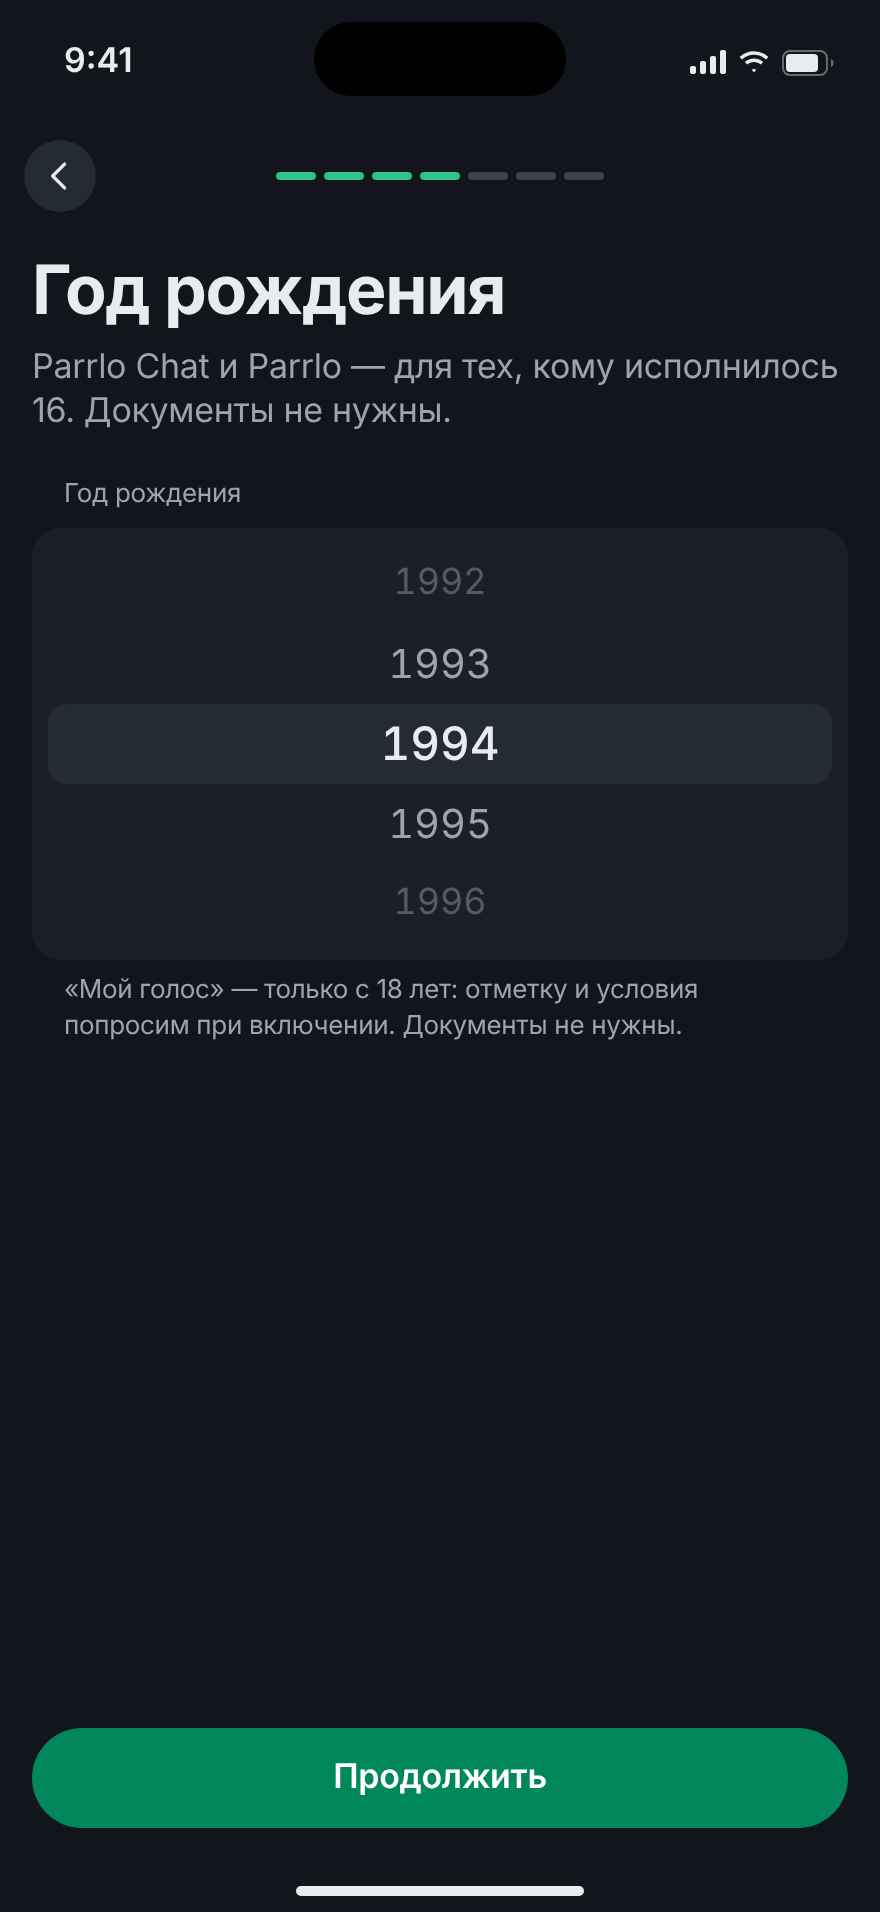 9:41
Год рождения
Parrlo Chat и Parrlo — для тех, кому исполнилось
16. Документы не нужны.
Год рождения
1992
1993
1994
1995
1996
«Мой голос» — только с 18 лет: отметку и условия
попросим при включении. Документы не нужны.
Продолжить